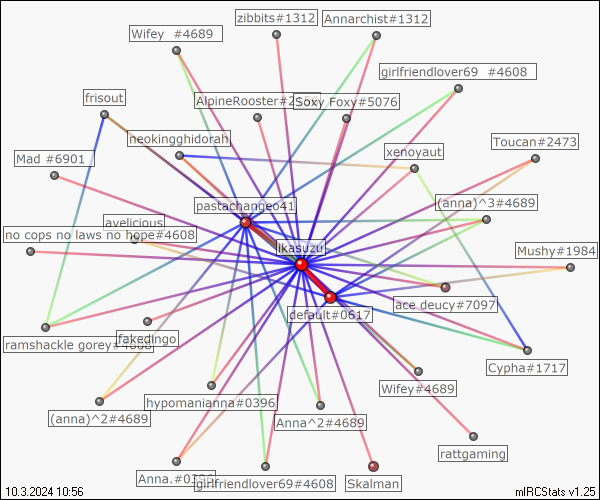 zibbits#1312
Annarchist#1312
Wifey #4689
girlfriendlover69 #4608
frisout
AlpineRooster#2
Soxy Foxy#5076
neokingghidorah
Toucan#2473
Mad #6901
xenoyaut
pastachangeo41
(anna)^3#4689
avelicious
no cops no laws no hope#4608
ikasuzu
Mushy#1984
ace deucy#7097
default#0617
ramshackle gorey#4608
fakedingo
Cypha#1717
Wifey#4689
hypomanianna#0396
(anna)^2#4689
Anna^2#4689
rattgaming
Anna.#0396
girlfriendlover69#4608
Skalman
10.3.2024 10:56
mIRCStats v1.25